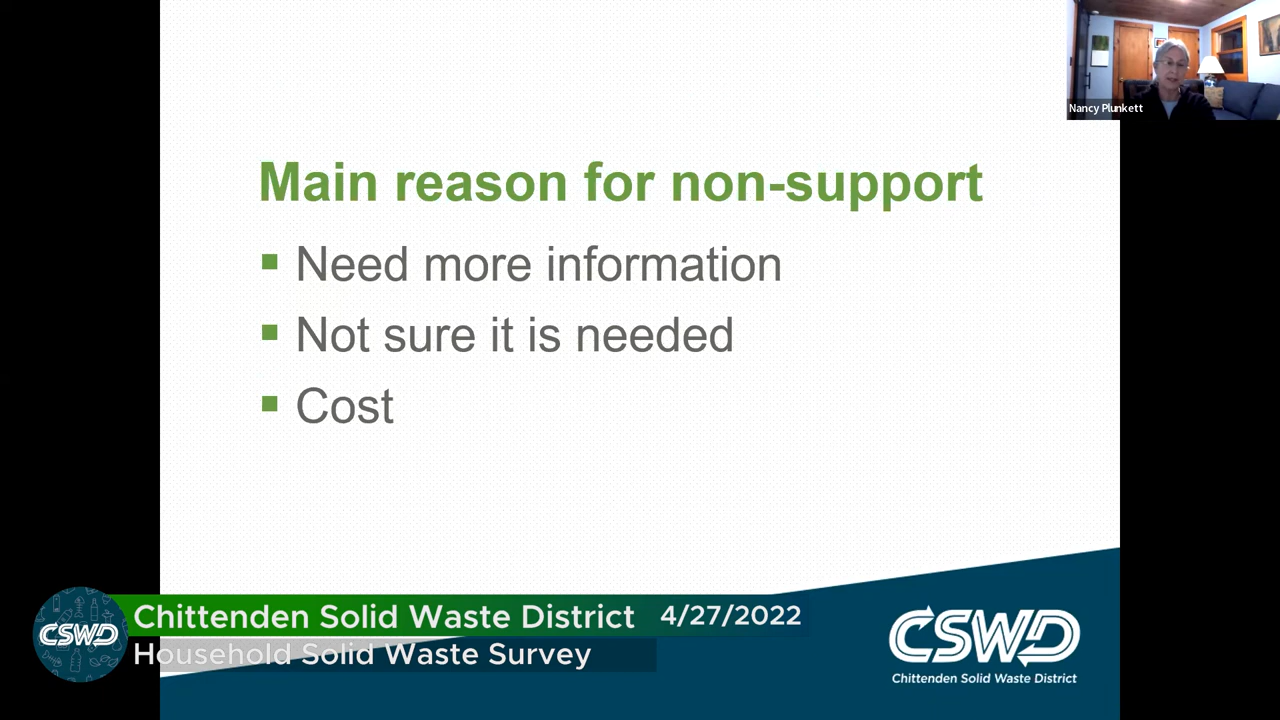 Nancy Plunkett
Main reason for non-support
Need more information
Not sure it is needed
Cost
CSWD
Chittenden Solid Waste District 4/27/2022
Household Solid Waste Survey
CSWD
Chittenden Solid Waste District